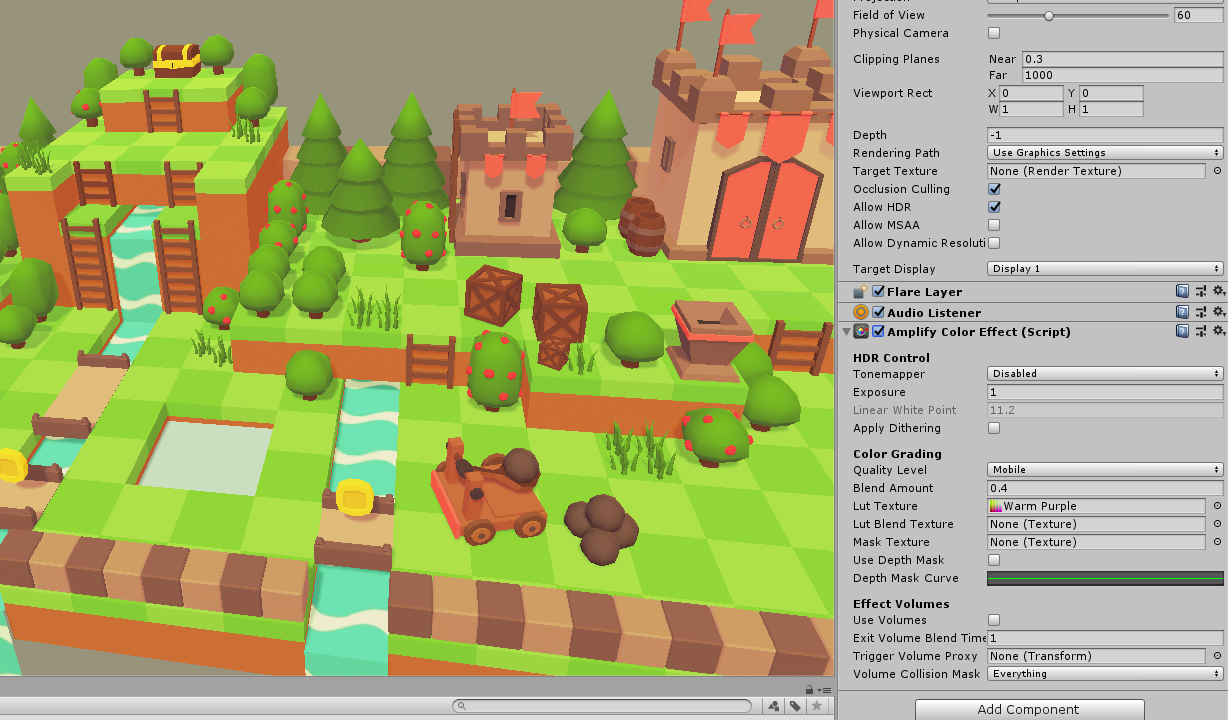 Field of View 60
Physical Camera
Clipping Planes Near 0.3
Far 1000
Viewport Rect X 0 Y 0
W 1 H 1
Depth -1
Rendering Path Use Graphics Settings
Target Texture None (Render Texture)
Occlusion Culling
Allow HDR
Allow MSAA
Allow Dynamic Resoluti
Target Display Display 1
Flare Layer
Audio Listener
Amplify Color Effect (Script)
HDR Control
Tonemapper Disabled
Exposure 1
Linear White Point 11.2
Apply Dithering
Color Grading
Quality Level Mobile
Blend Amount 0.4
Lut Texture Warm Purple
Lut Blend Texture None (Texture)
Mask Texture None (Texture)
Use Depth Mask
Depth Mask Curve
Effect Volumes
Use Volumes
Exit Volume Blend Time 1
Trigger Volume Proxy None (Transform)
Volume Collision Mask Everything
Add Component